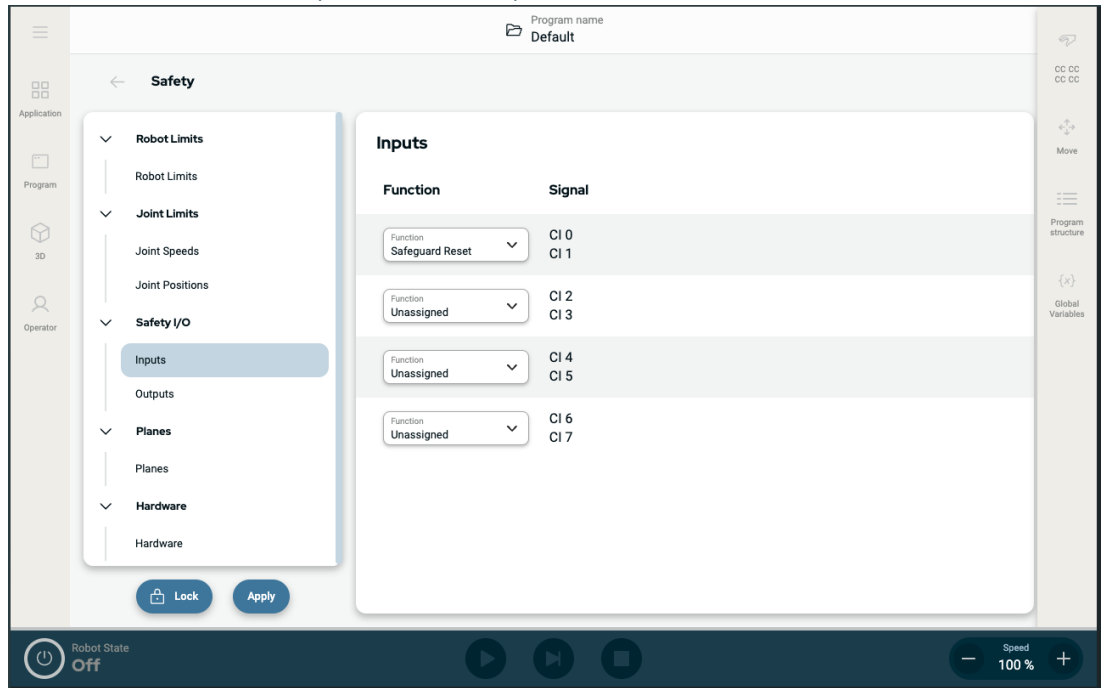 Program name
Default
Application
Program
3D
Operator
Safety
Robot Limits
Robot Limits
Joint Limits
Joint Speeds
Joint Positions
Safety I/O
Inputs
Outputs
Planes
Planes
Hardware
Hardware
Lock
Apply
Inputs
Function Signal
Function
Safeguard Reset
CI 0
CI 1
Function
Unassigned
CI 2
CI 3
Function
Unassigned
CI 4
CI 5
Function
Unassigned
CI 6
CI 7
CC CC
CC CC
Move
Program
structure
{x}
Global
Variables
Robot State
Off
Speed
100 %